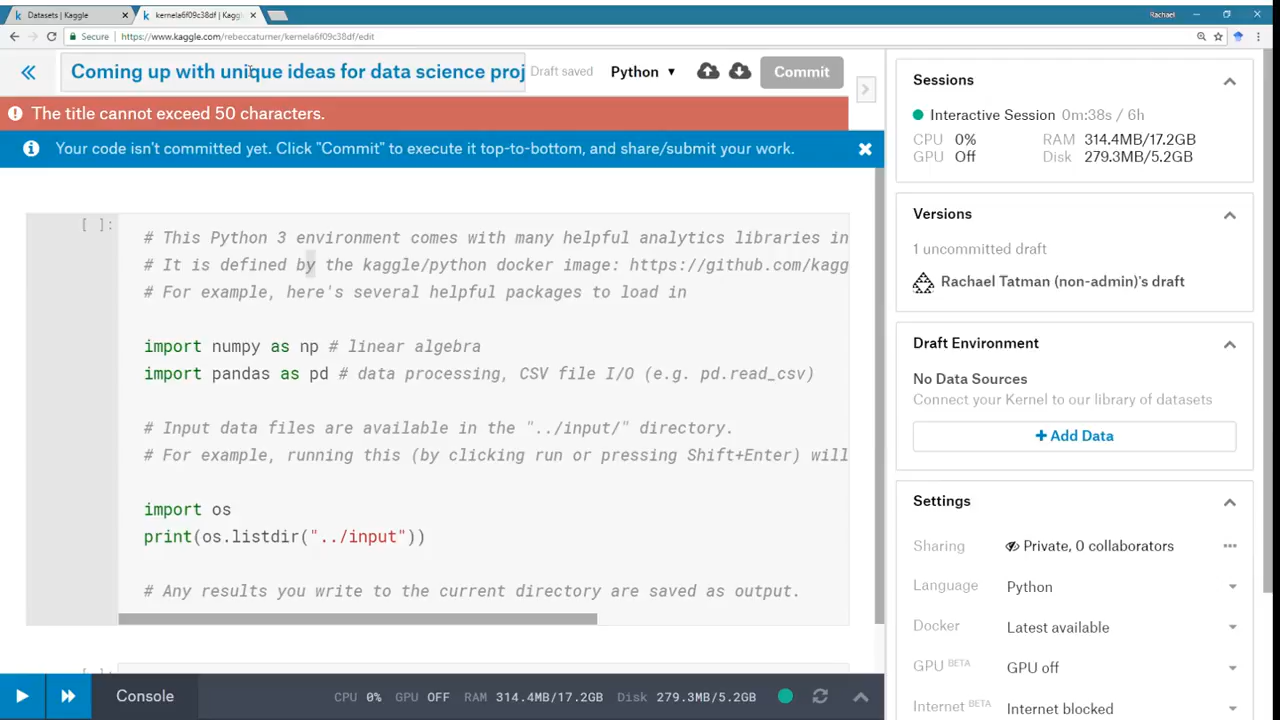 Datasets | Kaggle
kernela6f09c38df | Kaggle
Rachael
Secure | https://www.kaggle.com/rebeccaturner/kernela6f09c38df/edit
Coming up with unique ideas for data science proj
Draft saved
Python
Commit
The title cannot exceed 50 characters.
Your code isn't committed yet. Click "Commit" to execute it top-to-bottom, and share/submit your work.
[ ]:
# This Python 3 environment comes with many helpful analytics libraries in
# It is defined by the kaggle/python docker image: https://github.com/kagg
# For example, here's several helpful packages to load in
import numpy as np # linear algebra
import pandas as pd # data processing, CSV file I/O (e.g. pd.read_csv)
# Input data files are available in the "../input/" directory.
# For example, running this (by clicking run or pressing Shift+Enter) will
import os
print(os.listdir("../input"))
# Any results you write to the current directory are saved as output.
[ ]:
Console
CPU 0% GPU OFF RAM 314.4MB/17.2GB Disk 279.3MB/5.2GB
Sessions
Interactive Session 0m:38s / 6h
CPU 0% RAM 314.4MB/17.2GB
GPU Off Disk 279.3MB/5.2GB
Versions
1 uncommitted draft
Rachael Tatman (non-admin)'s draft
Draft Environment
No Data Sources
Connect your Kernel to our library of datasets
+ Add Data
Settings
Sharing Private, 0 collaborators
Language Python
Docker Latest available
GPU BETA GPU off
Internet BETA Internet blocked